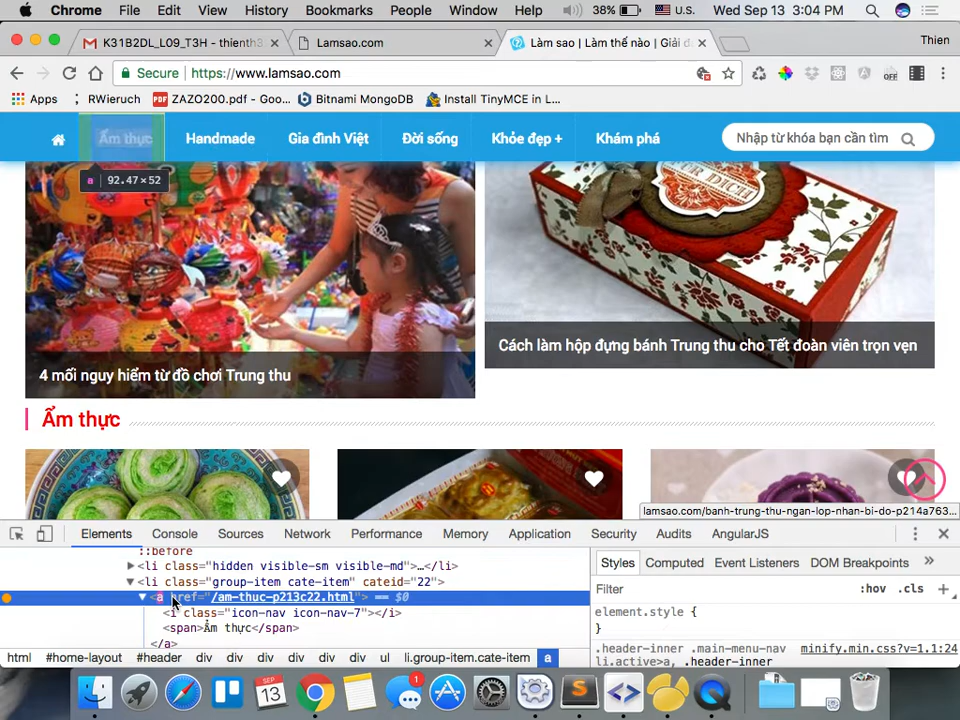 Chrome File Edit View History Bookmarks People Window Help 38% U.S. Wed Sep 13 3:04 PM
K31B2DL_L09_T3H - thienth3 Lamsao.com Làm sao | Làm thế nào | Giải đ Thien
Secure https://www.lamsao.com
Apps RWieruch ZAZO200.pdf - Goo... Bitnami MongoDB Install TinyMCE in L...
Ẩm thực Handmade Gia đình Việt Đời sống Khỏe đẹp + Khám phá Nhập từ khóa bạn cần tìm
a 92.47×52
Cách làm hộp đựng bánh Trung thu cho Tết đoàn viên trọn vẹn
4 mối nguy hiểm từ đồ chơi Trung thu
Ẩm thực
lamsao.com/banh-trung-thu-ngan-lop-nhan-bi-do-p214a763...
Elements Console Sources Network Performance Memory Application Security Audits AngularJS
::before
<li class="hidden visible-sm visible-md">…</li>
<li class="group-item cate-item" cateid="22">
<a href="/am-thuc-p213c22.html"> == $0
<i class="icon-nav icon-nav-7"></i>
<span>Ẩm thực</span>
</a>
html #home-layout #header div div div div div ul li.group-item.cate-item a
Styles Computed Event Listeners DOM Breakpoints »
Filter :hov .cls +
element.style {
}
.header-inner .main-menu-nav minify.min.css?v=1.1:24
li.active>a, .header-inner
SEP
13
1